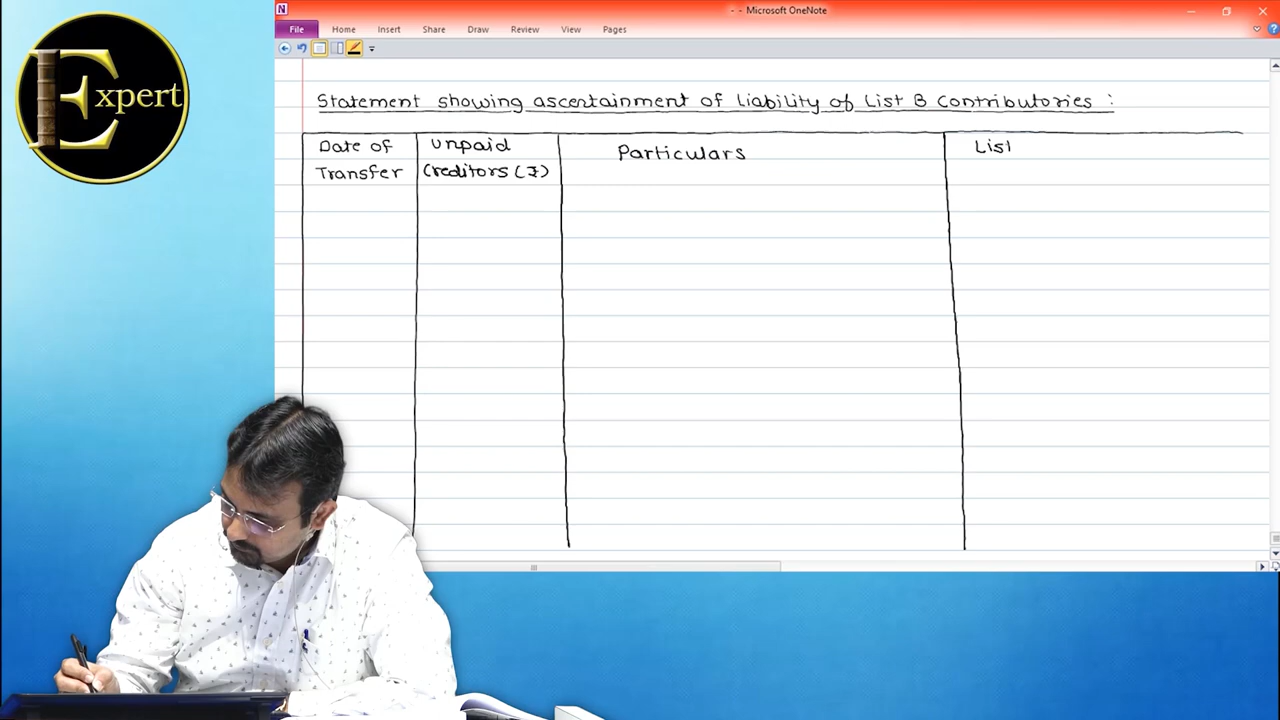 Expert
- - Microsoft OneNote
File Home Insert Share Draw Review View Pages
Statement showing ascertainment of liability of List B Contributories :
Date of Transfer
Unpaid Creditors (₹)
Particulars
List